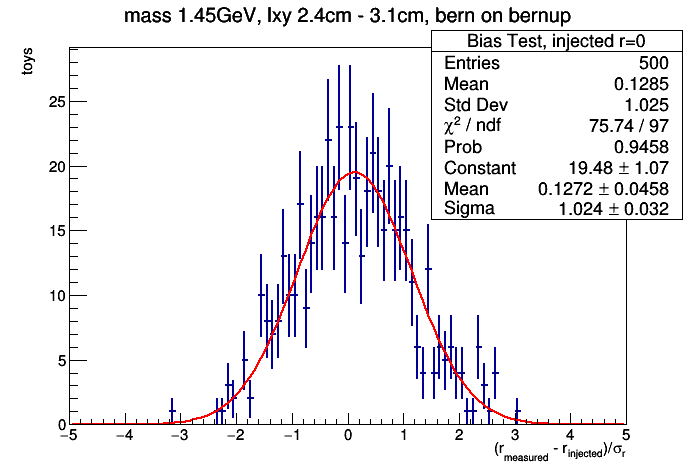 mass 1.45GeV, lxy 2.4cm - 3.1cm, bern on bernup
Bias Test, injected r=0
Entries 500
Mean 0.1285
Std Dev 1.025
χ² / ndf 75.74 / 97
Prob 0.9458
Constant 19.48 ± 1.07
Mean 0.1272 ± 0.0458
Sigma 1.024 ± 0.032
toys
25
20
15
10
5
0
−5 −4 −3 −2 −1 0 1 2 3 4 5
(r_measured - r_injected)/σ_r